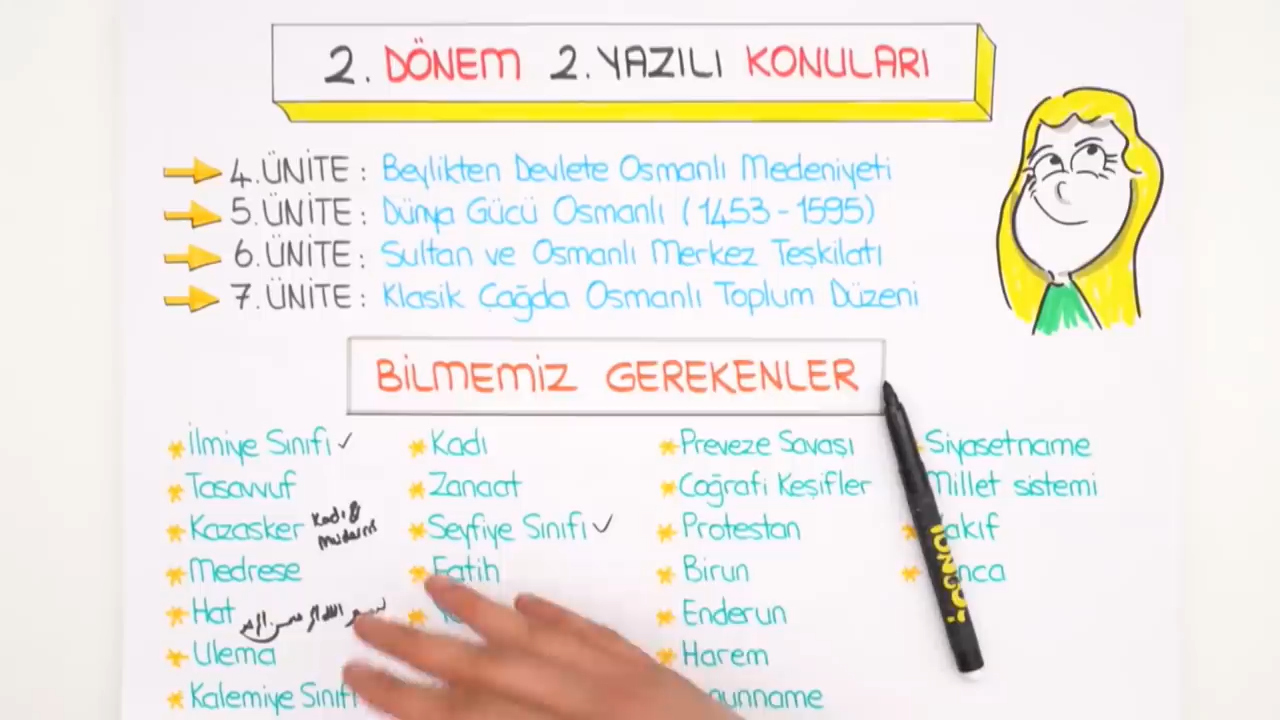 2. DÖNEM 2. YAZILI KONULARI
4. ÜNİTE : Beylikten Devlete Osmanlı Medeniyeti
5. ÜNİTE : Dünya Gücü Osmanlı (1453 - 1595)
6. ÜNİTE : Sultan ve Osmanlı Merkez Teşkilatı
7. ÜNİTE : Klasik Çağda Osmanlı Toplum Düzeni
BİLMEMİZ GEREKENLER
İlmiye Sınıfı ✓
Tasavvuf
Kazasker Kadı &
Medrese
Hat
Ulema
Kalemiye Sınıfı
Kadı
Zanaat
Seyfiye Sınıfı ✓
Fatih
Preveze Savaşı
Coğrafi Keşifler
Protestan
Birun
Enderun
Harem
Siyasetname
Millet sistemi